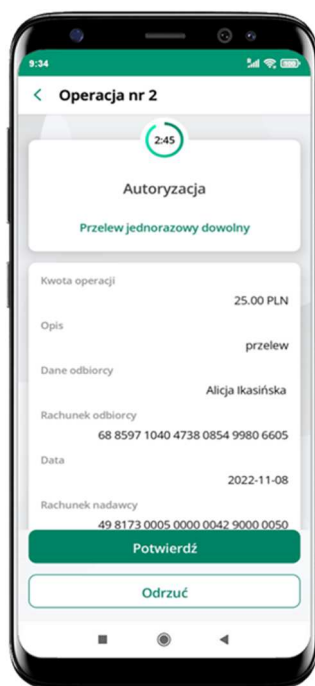 9:34
Operacja nr 2
2:45
Autoryzacja
Przelew jednorazowy dowolny
Kwota operacji
25.00 PLN
Opis
przelew
Dane odbiorcy
Alicja Ikasińska
Rachunek odbiorcy
68 8597 1040 4738 0854 9980 6605
Data
2022-11-08
Rachunek nadawcy
49 8173 0005 0000 0042 9000 0050
Potwierdź
Odrzuć